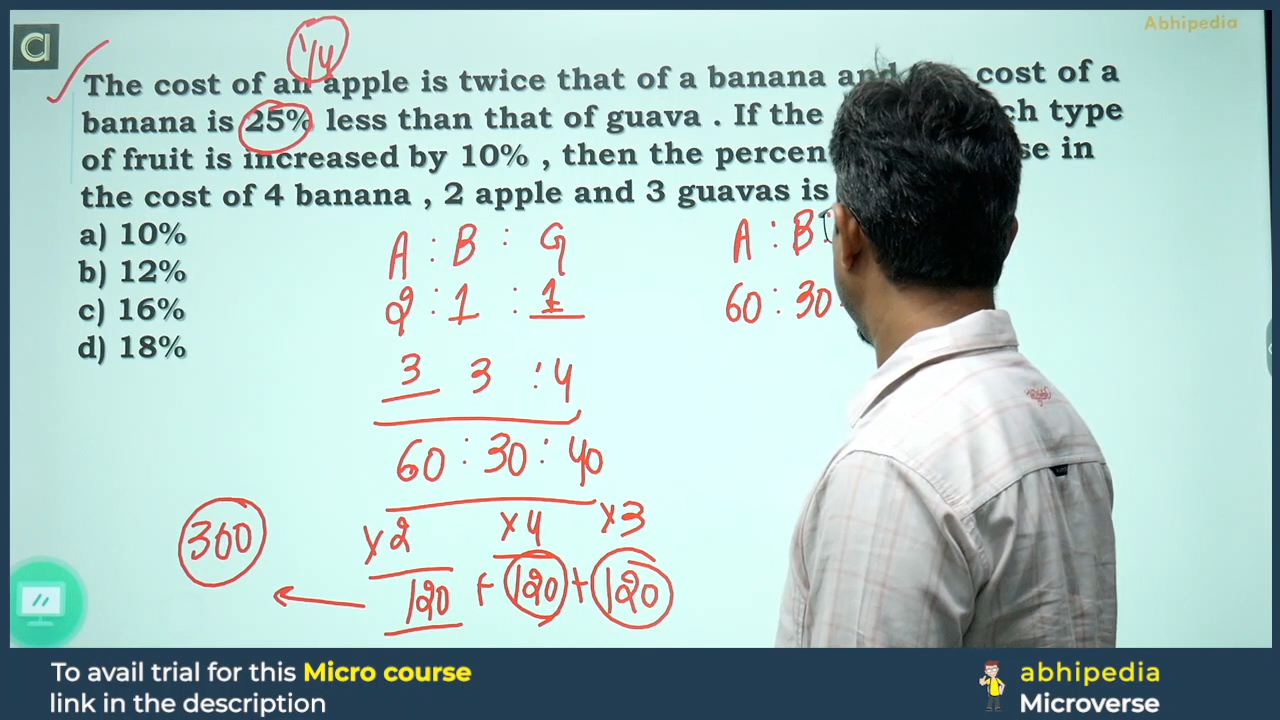 Abhipedia
a
1/4
The cost of an apple is twice that of a banana and cost of a
banana is 25% less than that of guava . If the ch type
of fruit is increased by 10% , then the percen se in
the cost of 4 banana , 2 apple and 3 guavas is
a) 10%
b) 12%
c) 16%
d) 18%
A : B : G
2 : 1 : 1
3 3 : 4
60 : 30 : 40
×2 ×4 ×3
120 + 120 + 120
360
A : B :
60 : 30
To avail trial for this Micro course
link in the description
abhipedia
Microverse